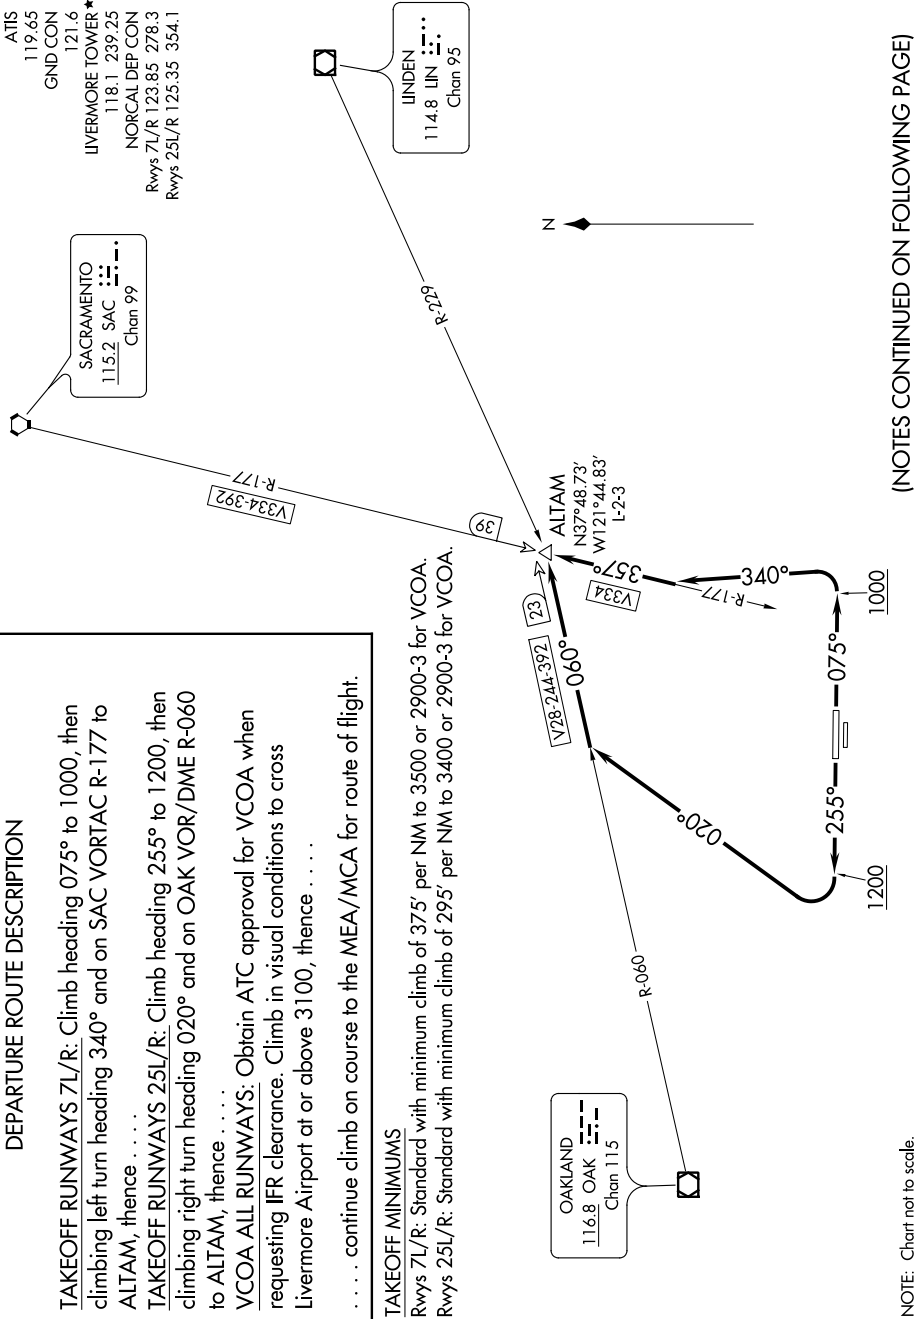 ATIS
119.65
GND CON
121.6
LIVERMORE TOWER★
118.1 239.25
NORCAL DEP CON
Rwys 7L/R 123.85 278.3
Rwys 25L/R 125.35 354.1
DEPARTURE ROUTE DESCRIPTION
TAKEOFF RUNWAYS 7L/R: Climb heading 075° to 1000, then
climbing left turn heading 340° and on SAC VORTAC R-177 to
ALTAM, thence . . . .
TAKEOFF RUNWAYS 25L/R: Climb heading 255° to 1200, then
climbing right turn heading 020° and on OAK VOR/DME R-060
to ALTAM, thence . . . .
VCOA ALL RUNWAYS: Obtain ATC approval for VCOA when
requesting IFR clearance. Climb in visual conditions to cross
Livermore Airport at or above 3100, thence . . . .
. . . . continue climb on course to the MEA/MCA for route of flight.
TAKEOFF MINIMUMS
Rwys 7L/R: Standard with minimum climb of 375' per NM to 3500 or 2900-3 for VCOA.
Rwys 25L/R: Standard with minimum climb of 295' per NM to 3400 or 2900-3 for VCOA.
SACRAMENTO
115.2 SAC
Chan 99
LINDEN
114.8 LIN
Chan 95
R-177
V334-392
39
R-229
N
ALTAM
N37°48.73'
W121°44.83'
L-2-3
23
V28-244-392
060°
357°
V334
R-177
340°
020°
R-060
075°
1000
255°
1200
OAKLAND
116.8 OAK
Chan 115
NOTE: Chart not to scale.
(NOTES CONTINUED ON FOLLOWING PAGE)